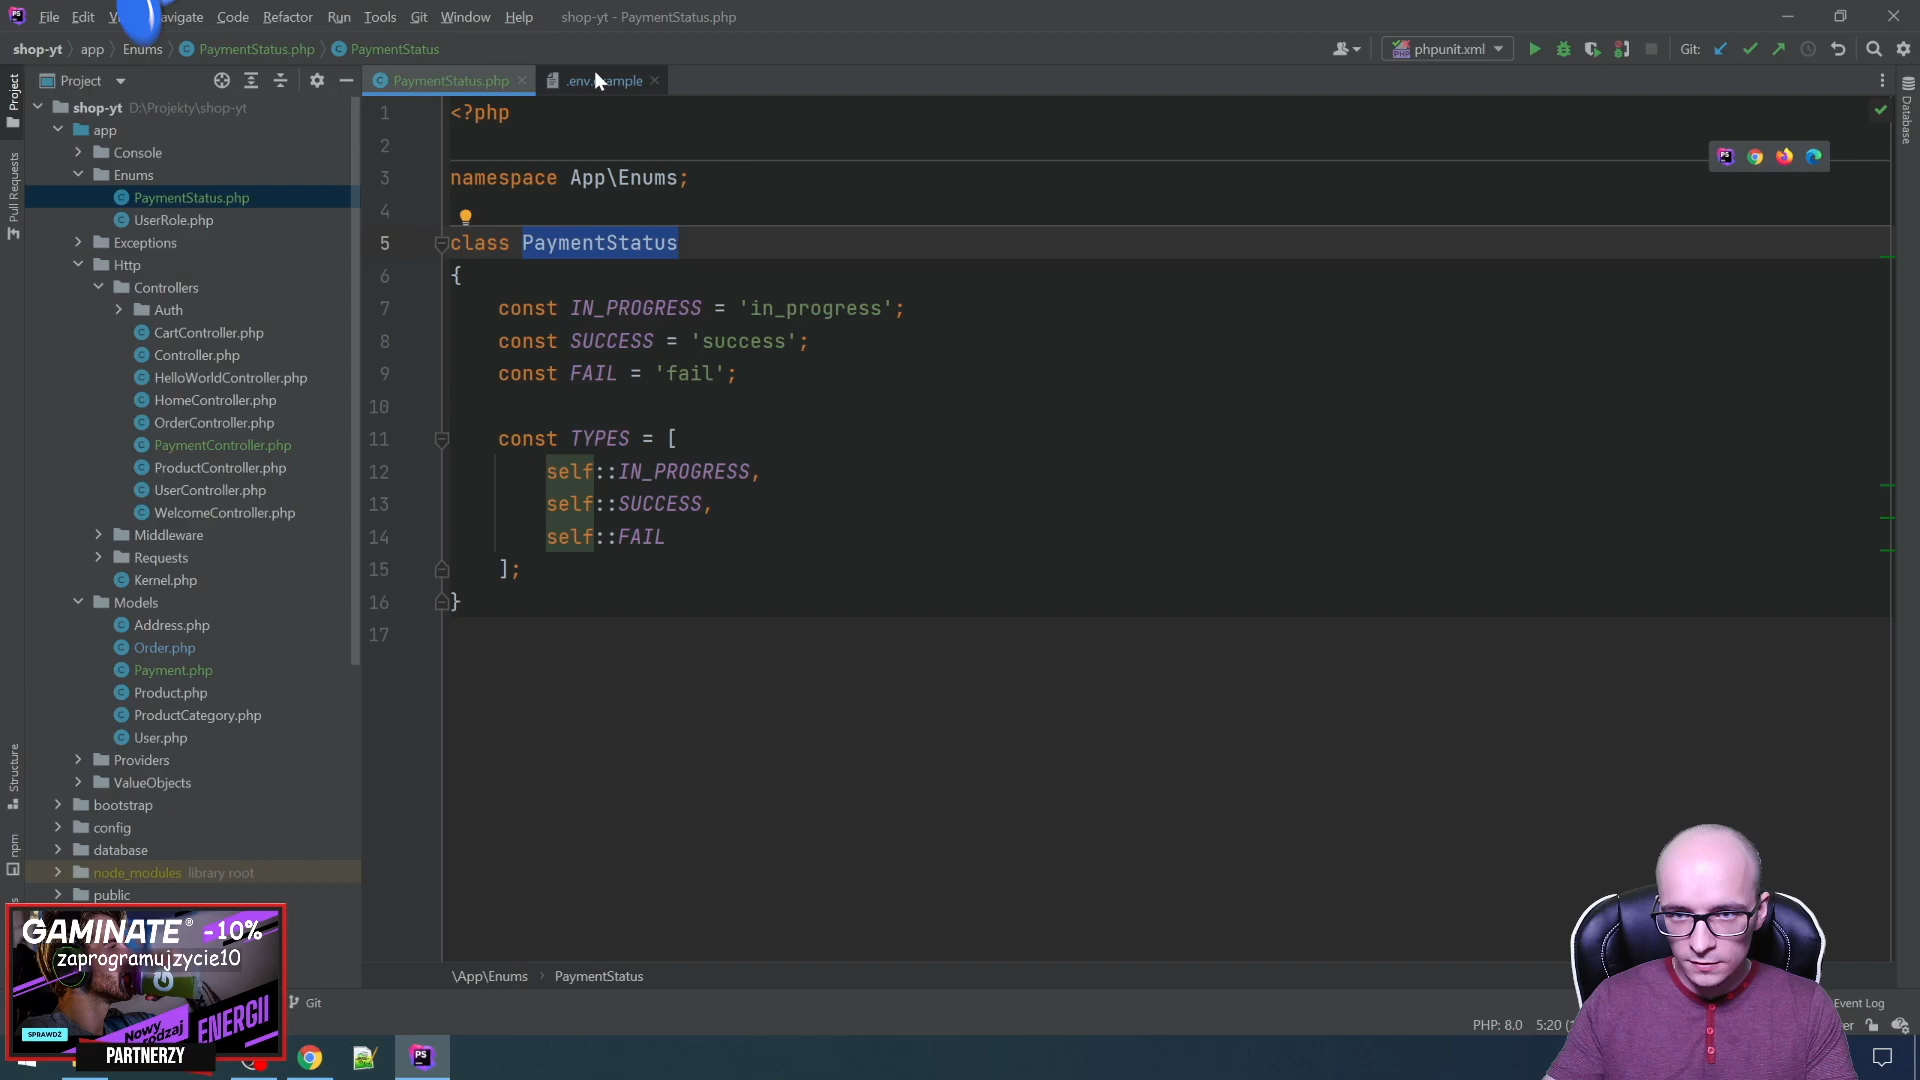 File Edit Navigate Code Refactor Run Tools Git Window Help shop-yt - PaymentStatus.php
shop-yt app Enums PaymentStatus.php PaymentStatus
phpunit.xml Git:
Project
PaymentStatus.php
.env.example
Project
Pull Requests
Structure
npm
Database
shop-yt D:\Projekty\shop-yt
app
Console
Enums
PaymentStatus.php
UserRole.php
Exceptions
Http
Controllers
Auth
CartController.php
Controller.php
HelloWorldController.php
HomeController.php
OrderController.php
PaymentController.php
ProductController.php
UserController.php
WelcomeController.php
Middleware
Requests
Kernel.php
Models
Address.php
Order.php
Payment.php
Product.php
ProductCategory.php
User.php
Providers
ValueObjects
bootstrap
config
database
node_modules library root
public
1 <?php
2
3 namespace App\Enums;
4
5 class PaymentStatus
6 {
7 const IN_PROGRESS = 'in_progress';
8 const SUCCESS = 'success';
9 const FAIL = 'fail';
10
11 const TYPES = [
12 self::IN_PROGRESS,
13 self::SUCCESS,
14 self::FAIL
15 ];
16 }
17
\App\Enums PaymentStatus
Git
Event Log
PHP: 8.0 5:20
GAMINATE® -10%
zaprogramujzycie10
SPRAWDŹ
Nowy rodzaj
ENERGII
PARTNERZY
PS